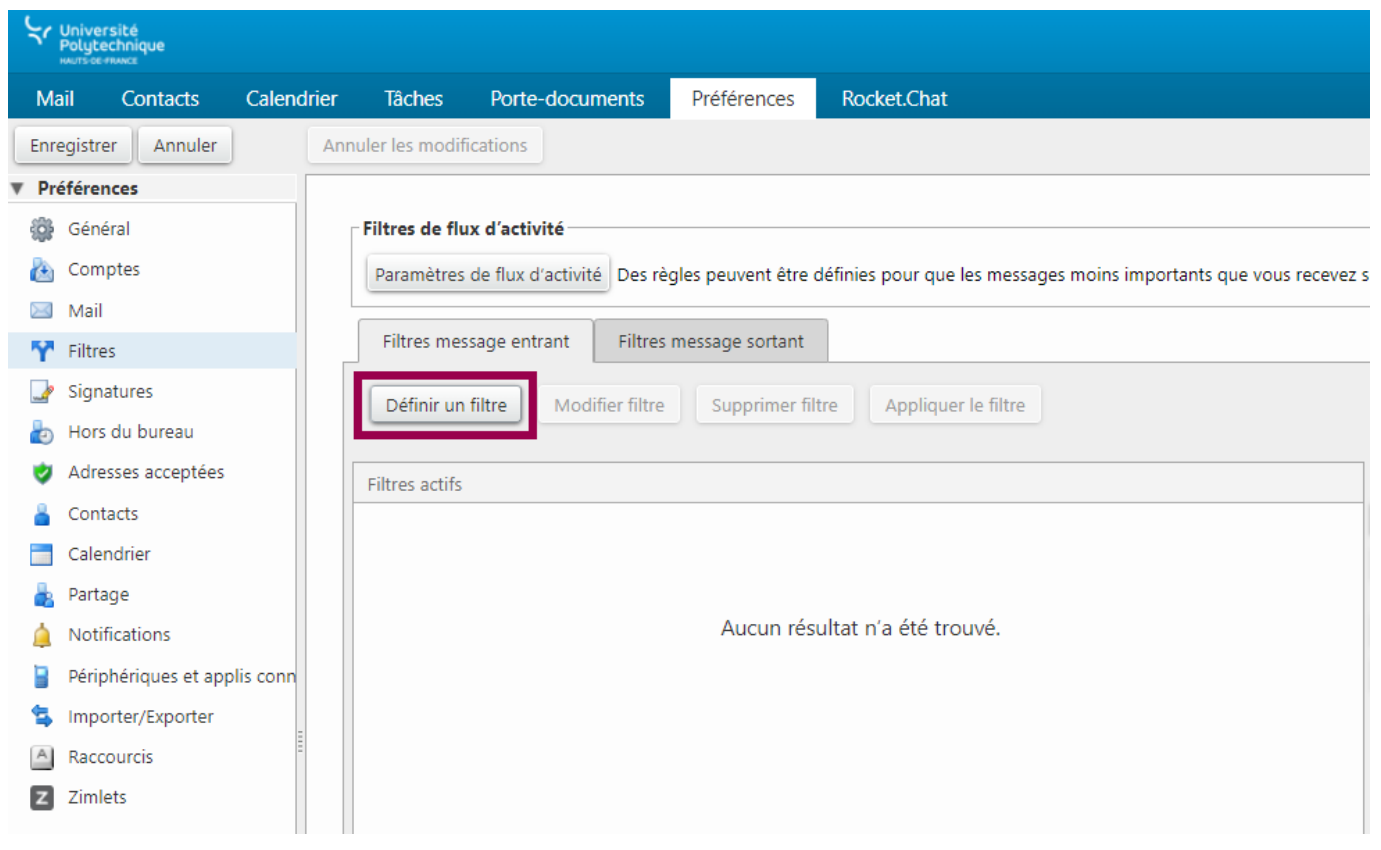 Université
Polytechnique
HAUTS-DE-FRANCE
Mail Contacts Calendrier Tâches Porte-documents Préférences Rocket.Chat
Enregistrer Annuler Annuler les modifications
Préférences
Général
Comptes
Mail
Filtres
Signatures
Hors du bureau
Adresses acceptées
Contacts
Calendrier
Partage
Notifications
Périphériques et applis conn
Importer/Exporter
A Raccourcis
Z Zimlets
Filtres de flux d'activité
Paramètres de flux d'activité Des règles peuvent être définies pour que les messages moins importants que vous recevez s
Filtres message entrant Filtres message sortant
Définir un filtre Modifier filtre Supprimer filtre Appliquer le filtre
Filtres actifs
Aucun résultat n'a été trouvé.